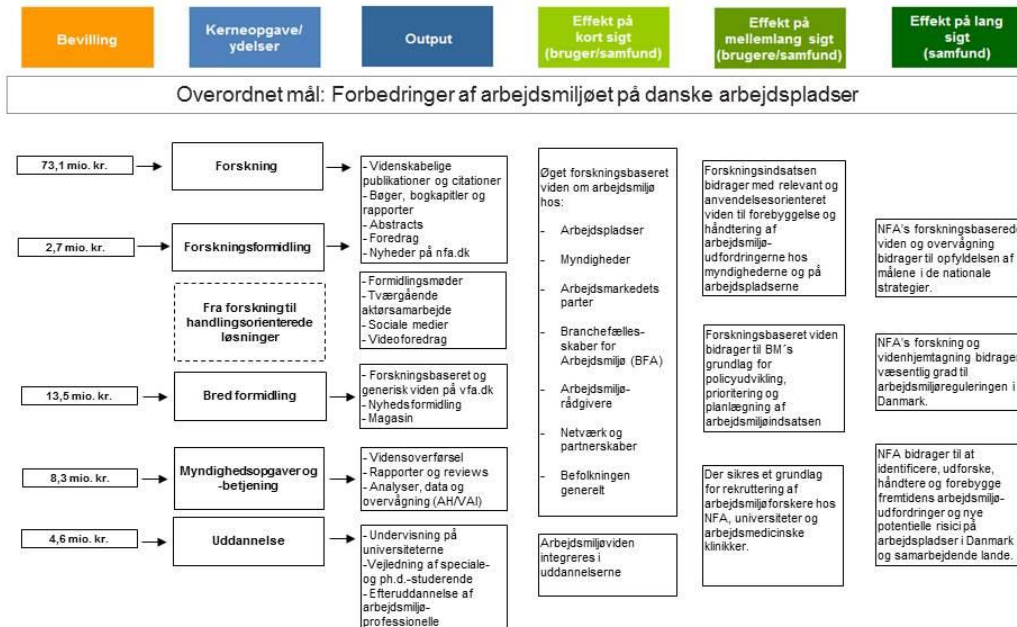 Bevilling
Kerneopgave/
ydelser
Output
Effekt på
kort sigt
(bruger/samfund)
Effekt på
mellemlang sigt
(brugere/samfund)
Effekt på lang
sigt
(samfund)
Overordnet mål: Forbedringer af arbejdsmiljøet på danske arbejdspladser
73,1 mio. kr.
Forskning
- Videnskabelige
publikationer og citationer
- Bøger, bogkapitler og
rapporter
- Abstracts
- Foredrag
- Nyheder på nfa.dk
2,7 mio. kr.
Forskningsformidling
Fra forskning til
handlingsorienterede
løsninger
- Formidlingsmøder
- Tværgående
aktørsamarbejde
- Sociale medier
- Videoforedrag
13,5 mio. kr.
Bred formidling
- Forskningsbaseret og
generisk viden på vfa.dk
- Nyhedsformidling
- Magasin
8,3 mio. kr.
Myndighedsopgaver og
-betjening
- Vidensoverførsel
- Rapporter og reviews
- Analyser, data og
overvågning (AH/VAI)
4,6 mio. kr.
Uddannelse
- Undervisning på
universiteterne
- Vejledning af speciale-
og ph.d.-studerende
- Efteruddannelse af
arbejdsmiljø-
professionelle
Øget forskningsbaseret
viden om arbejdsmiljø
hos:
- Arbejdspladser
- Myndigheder
- Arbejdsmarkedets
parter
- Branchefælles-
skaber for
Arbejdsmiljø (BFA)
- Arbejdsmiljø-
rådgivere
- Netværk og
partnerskaber
- Befolkningen
generelt
Arbejdsmiljøviden
integreres i
uddannelserne
Forskningsindsatsen
bidrager med relevant og
anvendelsesorienteret
viden til forebyggelse og
håndtering af
arbejdsmiljø-
udfordringerne hos
myndighederne og på
arbejdspladserne
Forskningsbaseret viden
bidrager til BM´s
grundlag for
policyudvikling,
prioritering og
planlægning af
arbejdsmiljøindsatsen
Der sikres et grundlag
for rekruttering af
arbejdsmiljøforskere hos
NFA, universiteter og
arbejdsmedicinske
klinikker.
NFA's forskningsbaserede
viden og overvågning
bidrager til opfyldelsen af
målene i de nationale
strategier.
NFA's forskning og
videnhjemtagning bidrager
væsentlig grad til
arbejdsmiljøreguleringen i
Danmark.
NFA bidrager til at
identificere, udforske,
håndtere og forebygge
fremtidens arbejdsmiljø-
udfordringer og nye
potentielle risici på
arbejdspladser i Danmark
og samarbejdende lande.